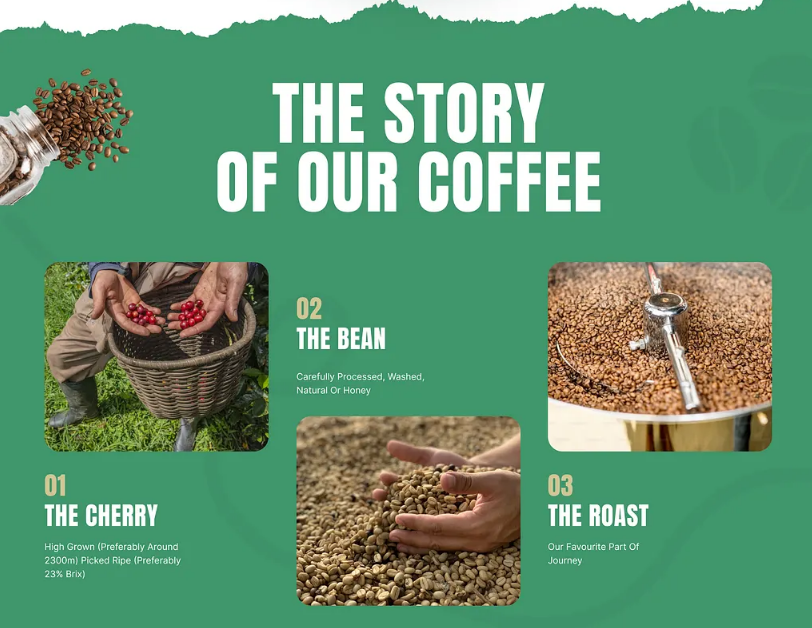 THE STORY
OF OUR COFFEE
01
THE CHERRY
High Grown (Preferably Around
2300m) Picked Ripe (Preferably
23% Brix)
02
THE BEAN
Carefully Processed, Washed,
Natural Or Honey
03
THE ROAST
Our Favourite Part Of
Journey